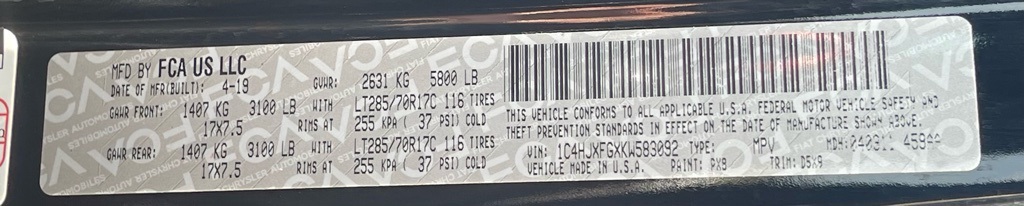 MFD BY FCA US LLC
DATE OF MFR(BUILT): 4-19 GVWR: 2631 KG 5800 LB
GAWR FRONT: 1407 KG 3100 LB WITH LT285/70R17C 116 TIRES
17X7.5 RIMS AT 255 KPA ( 37 PSI) COLD
GAWR REAR: 1407 KG 3100 LB WITH LT285/70R17C 116 TIRES
17X7.5 RIMS AT 255 KPA ( 37 PSI) COLD
THIS VEHICLE CONFORMS TO ALL APPLICABLE U.S.A. FEDERAL MOTOR VEHICLE SAFETY AND
THEFT PREVENTION STANDARDS IN EFFECT ON THE DATE OF MANUFACTURE SHOWN ABOVE.
VIN: 1C4HJXFGXKW583092 TYPE: MPV MDH:
VEHICLE MADE IN U.S.A. PAINT: PX8 TRIM: D5X9